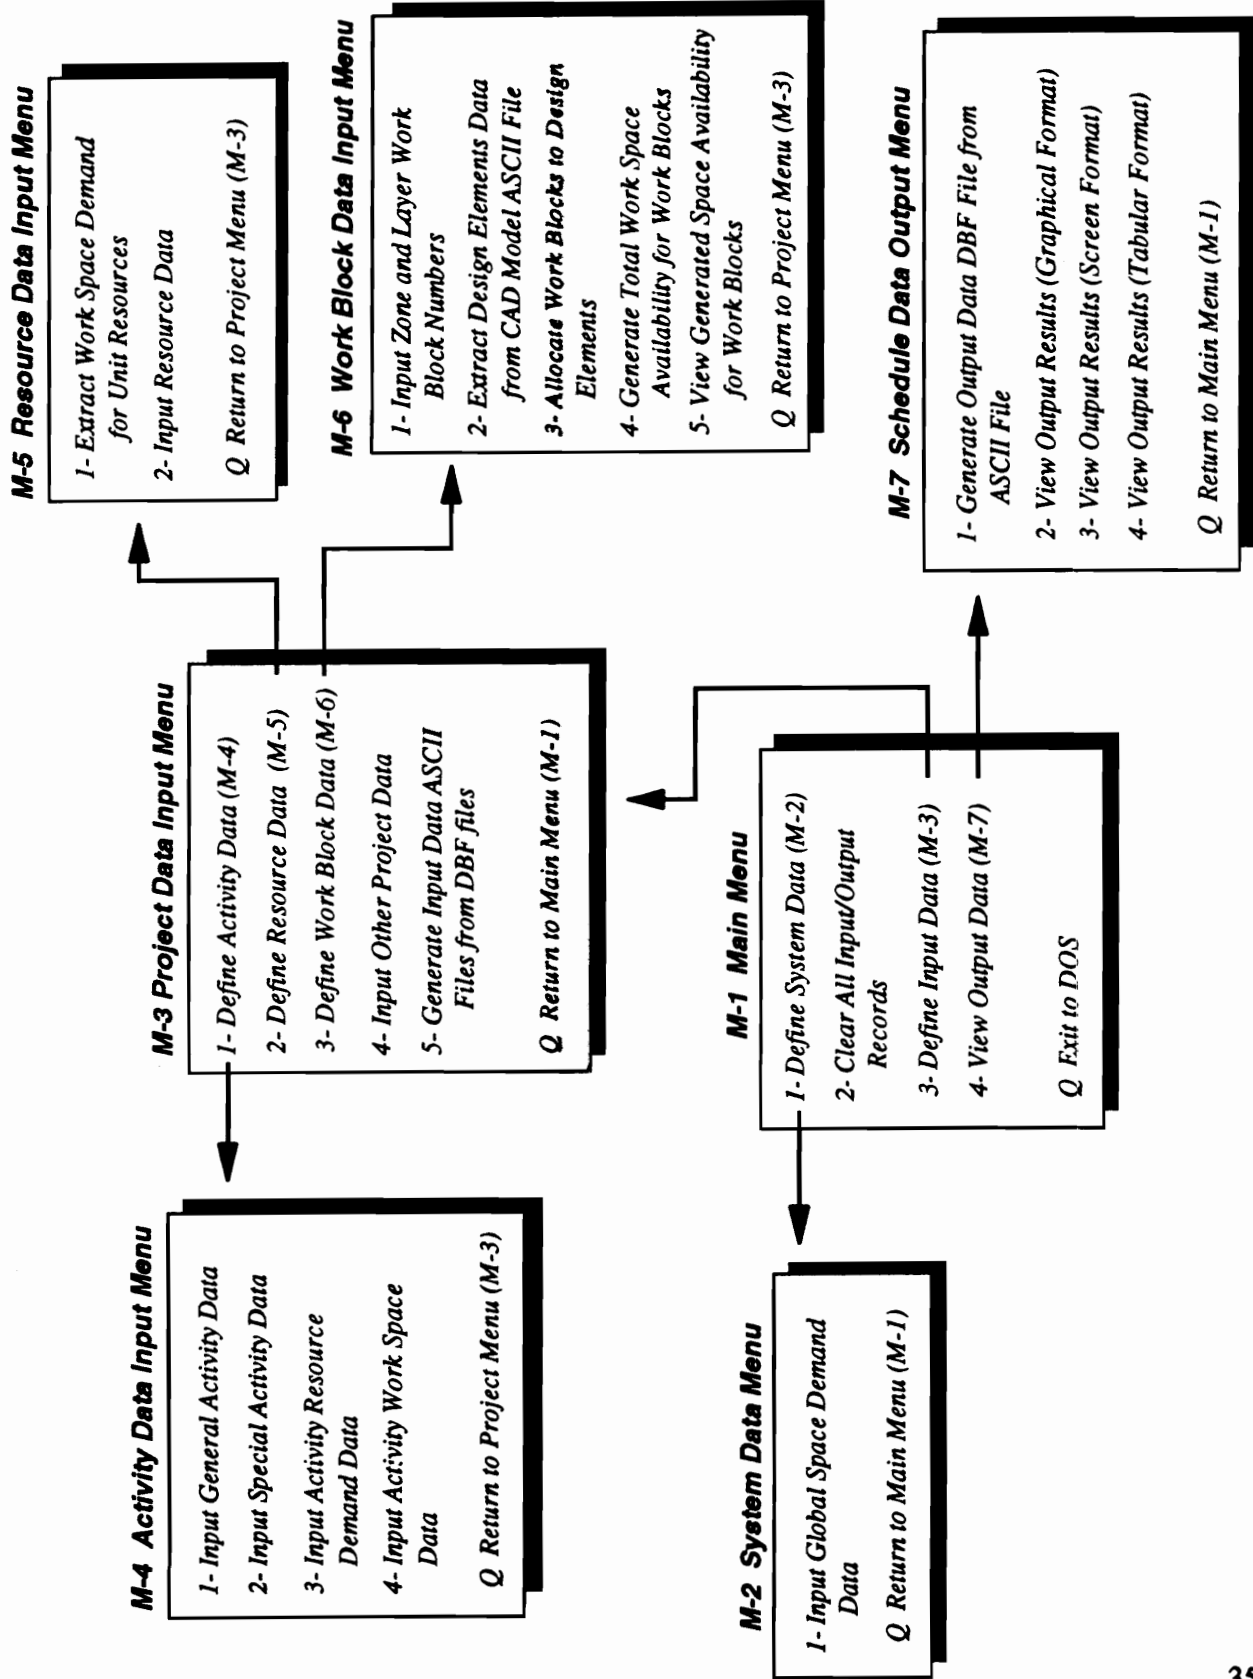 M-4 Activity Data Input Menu
1- Input General Activity Data
2- Input Special Activity Data
3- Input Activity Resource
Demand Data
4- Input Activity Work Space
Data
Q Return to Project Menu (M-3)
M-3 Project Data Input Menu
1- Define Activity Data (M-4)
2- Define Resource Data (M-5)
3- Define Work Block Data (M-6)
4- Input Other Project Data
5- Generate Input Data ASCII
Files from DBF files
Q Return to Main Menu (M-1)
M-5 Resource Data Input Menu
1- Extract Work Space Demand
for Unit Resources
2- Input Resource Data
Q Return to Project Menu (M-3)
M-6 Work Block Data Input Menu
1- Input Zone and Layer Work
Block Numbers
2- Extract Design Elements Data
from CAD Model ASCII File
3- Allocate Work Blocks to Design
Elements
4- Generate Total Work Space
Availability for Work Blocks
5- View Generated Space Availability
for Work Blocks
Q Return to Project Menu (M-3)
M-2 System Data Menu
1- Input Global Space Demand
Data
Q Return to Main Menu (M-1)
M-1 Main Menu
1- Define System Data (M-2)
2- Clear All Input/Output
Records
3- Define Input Data (M-3)
4- View Output Data (M-7)
Q Exit to DOS
M-7 Schedule Data Output Menu
1- Generate Output Data DBF File from
ASCII File
2- View Output Results (Graphical Format)
3- View Output Results (Screen Format)
4- View Output Results (Tabular Format)
Q Return to Main Menu (M-1)